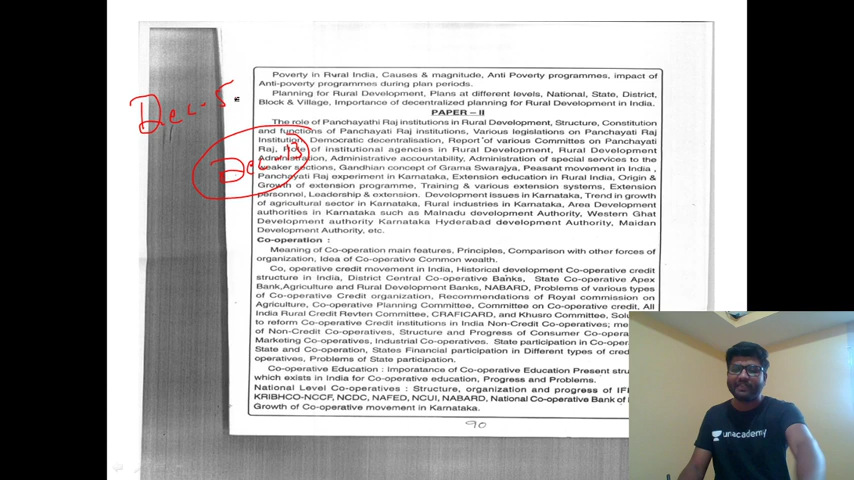 Poverty in Rural India, Causes & magnitude, Anti Poverty programmes, impact of
Anti-poverty programmes during plan periods.
Planning for Rural Development, Plans at different levels, National, State, District,
Block & Village, Importance of decentralized planning for Rural Development in India.
PAPER – II
The role of Panchayathi Raj institutions in Rural Development, Structure, Constitution
and functions of Panchayati Raj institutions, Various legislations on Panchayati Raj
Institution, Democratic decentralisation, Report of various Committee on Panchayati
Raj, Role of institutional agencies in Rural Development, Rural Development
Administration, Administrative accountability, Administration of special services to the
weaker sections, Gandhian concept of Grama Swaraja, Peasant movement in India,
Panchayati Raj experiment in Karnataka, Extension education in Rural India, Origin &
Growth of extension programme, Training & various extension systems, Extension
personnel, Leadership & extension. Development issues in Karnataka, Trend in growth
of agricultural sector in Karnataka, Rural industries in Karnataka, Area Development
authorities in Karnataka such as Malnadu development Authority, Western Ghat
Development authority Karnataka Hyderabad development Authority, Maidan
Development Authority, etc.
Co-operation :
Meaning of Co-operation main features, Principles, Comparison with other forces of
organization, Idea of Co-operative Common wealth.
Co, operative credit movement in India, Historical development Co-operative credit
structure in India, District Central Co-operative Banks, State Co-operative Apex
Bank,Agriculture and Rural Development Banks, NABARD, Problems of various types
of Co-operative Credit organization, Recommendations of Royal commission on
Agriculture, Co-operative Planning Committee, Committee on Co-operative credit, All
India Rural Credit Revten Committee, CRAFICARD, and Khusro Committee,
to reform Co-operative Credit institutions in India Non-Credit Co-operatives;
of Non-Credit Co-operatives, Structure and Progress of Consumer
Marketing Co-operatives, Industrial Co-operatives. State participation in
State and Co-operation, States Financial participation in Different types of
operatives, Problems of State participation.
Co-operative Education : Importance of Co-operative Education Present
which exists in India for Co-operative education, Progress and Problems.
National Level Co-operatives : Structure, organization and progress of
KRIBHCO-NCCF, NCDC, NAFED, NCUI, NABARD, National Co-operative Bank of
Growth of Co-operative movement in Karnataka.
90
Dec-5
Dec-13
unacademy